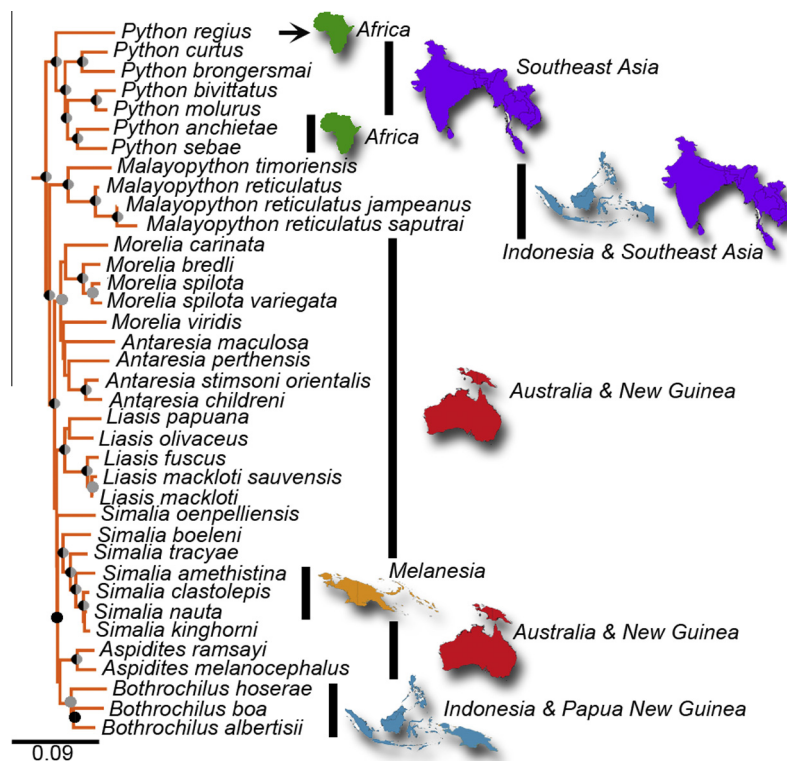 Python regius
Africa
Python curtus
Python brongersmai
Southeast Asia
Python bivittatus
Python molurus
Python anchietae
Africa
Python sebae
Malayopython timoriensis
Malayopython reticulatus
Malayopython reticulatus jampeanus
Malayopython reticulatus saputrai
Indonesia & Southeast Asia
Morelia carinata
Morelia bredli
Morelia spilota
Morelia spilota variegata
Morelia viridis
Antaresia maculosa
Antaresia perthensis
Antaresia stimsoni orientalis
Australia & New Guinea
Antaresia childreni
Liasis papuana
Liasis olivaceus
Liasis fuscus
Liasis mackloti sauvensis
Liasis mackloti
Simalia oenpelliensis
Simalia boeleni
Simalia tracyae
Melanesia
Simalia amethistina
Simalia clastolepis
Simalia nauta
Simalia kinghorni
Australia & New Guinea
Aspidites ramsayi
Aspidites melanocephalus
Bothrochilus hoserae
Bothrochilus boa
Indonesia & Papua New Guinea
Bothrochilus albertisii
0.09